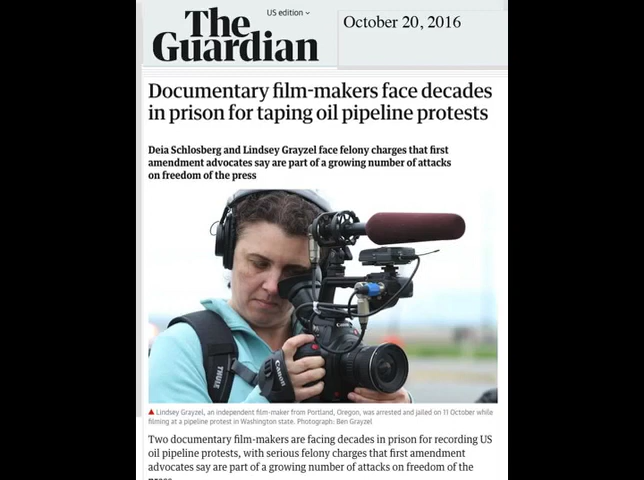 US edition
The
Guardian
October 20, 2016
Documentary film-makers face decades
in prison for taping oil pipeline protests
Deia Schlosberg and Lindsey Grayzel face felony charges that first
amendment advocates say are part of a growing number of attacks
on freedom of the press
THULE
Canon
Canon
Lindsey Grayzel, an independent film-maker from Portland, Oregon, was arrested and jailed on 11 October while
filming at a pipeline protest in Washington state. Photograph: Ben Grayzel
Two documentary film-makers are facing decades in prison for recording US
oil pipeline protests, with serious felony charges that first amendment
advocates say are part of a growing number of attacks on freedom of the